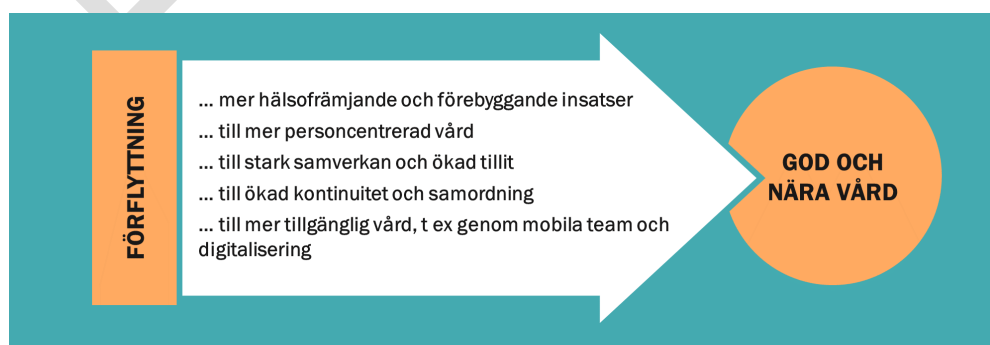 FÖRFLYTTNING
... mer hälsofrämjande och förebyggande insatser
... till mer personcentrerad vård
... till stark samverkan och ökad tillit
... till ökad kontinuitet och samordning
... till mer tillgänglig vård, t ex genom mobila team och
digitalisering
GOD OCH
NÄRA VÅRD